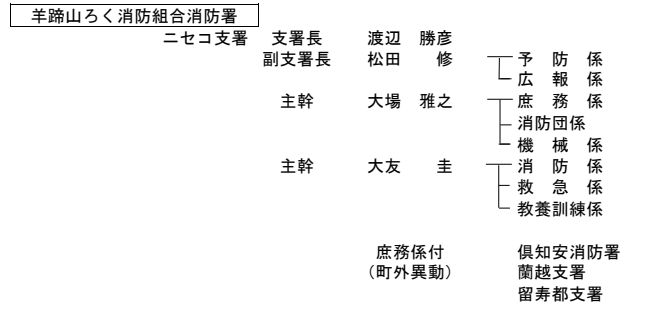 羊蹄山ろく消防組合消防署
ニセコ支署 支署長 渡辺 勝彦
副支署長 松田 修 予防係
広報係
主幹 大場 雅之 庶務係
消防団係
機械係
主幹 大友 圭 消防係
救急係
教養訓練係
庶務係付 倶知安消防署
（町外異動） 蘭越支署
留寿都支署